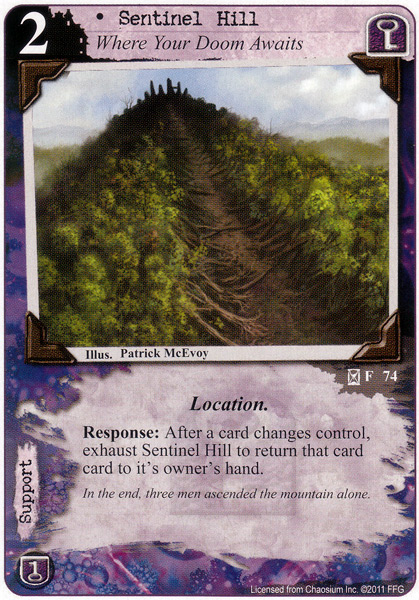 2
• Sentinel Hill
Where Your Doom Awaits
Illus. Patrick McEvoy
F 74
Location.
Response: After a card changes control,
exhaust Sentinel Hill to return that card
card to it's owner's hand.
In the end, three men ascended the mountain alone.
Support
1
Licensed from Chaosium Inc. ©2011 FFG